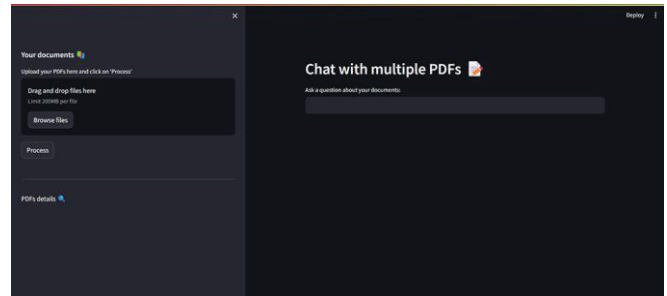 Deploy
Your documents
Upload your PDFs here and click on 'Process'
Drag and drop files here
Limit 200MB per file
Browse files
Process
PDFs details
Chat with multiple PDFs
Ask a question about your documents: